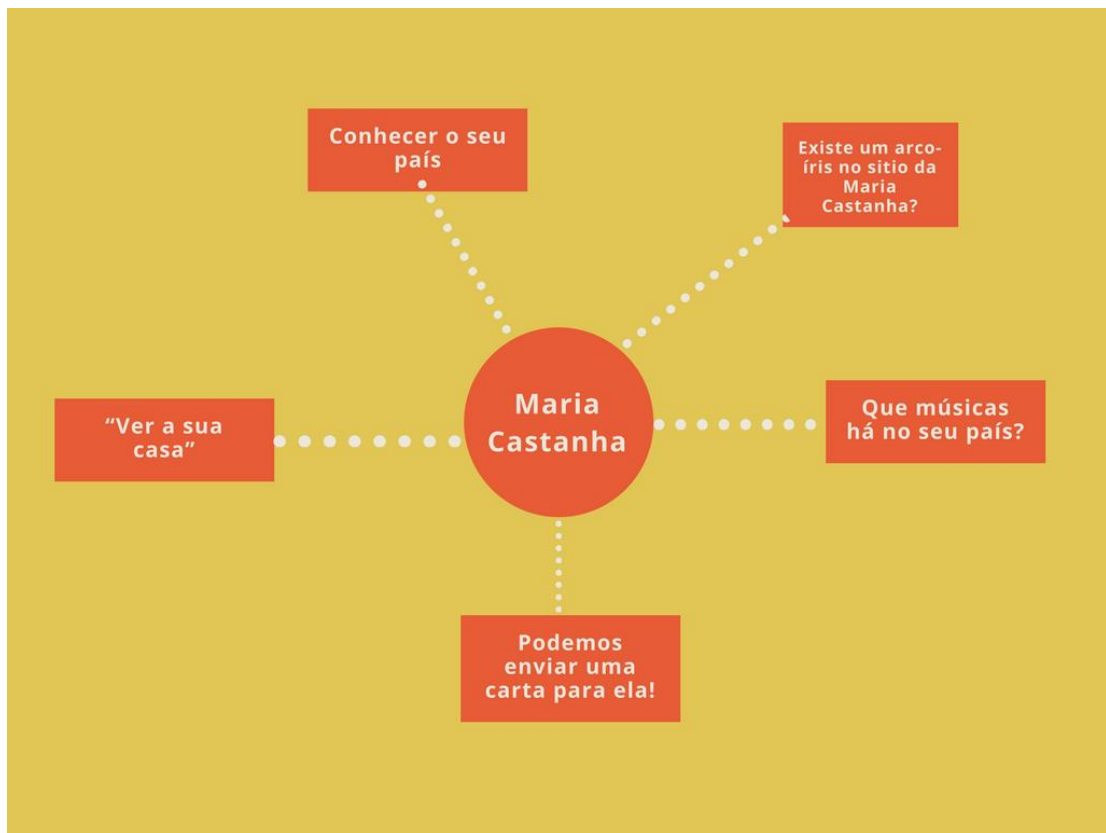 Conhecer o seu
país
Existe um arco-
íris no sitio da
Maria
Castanha?
Maria
Castanha
“Ver a sua
casa”
Que músicas
há no seu país?
Podemos
enviar uma
carta para ela!